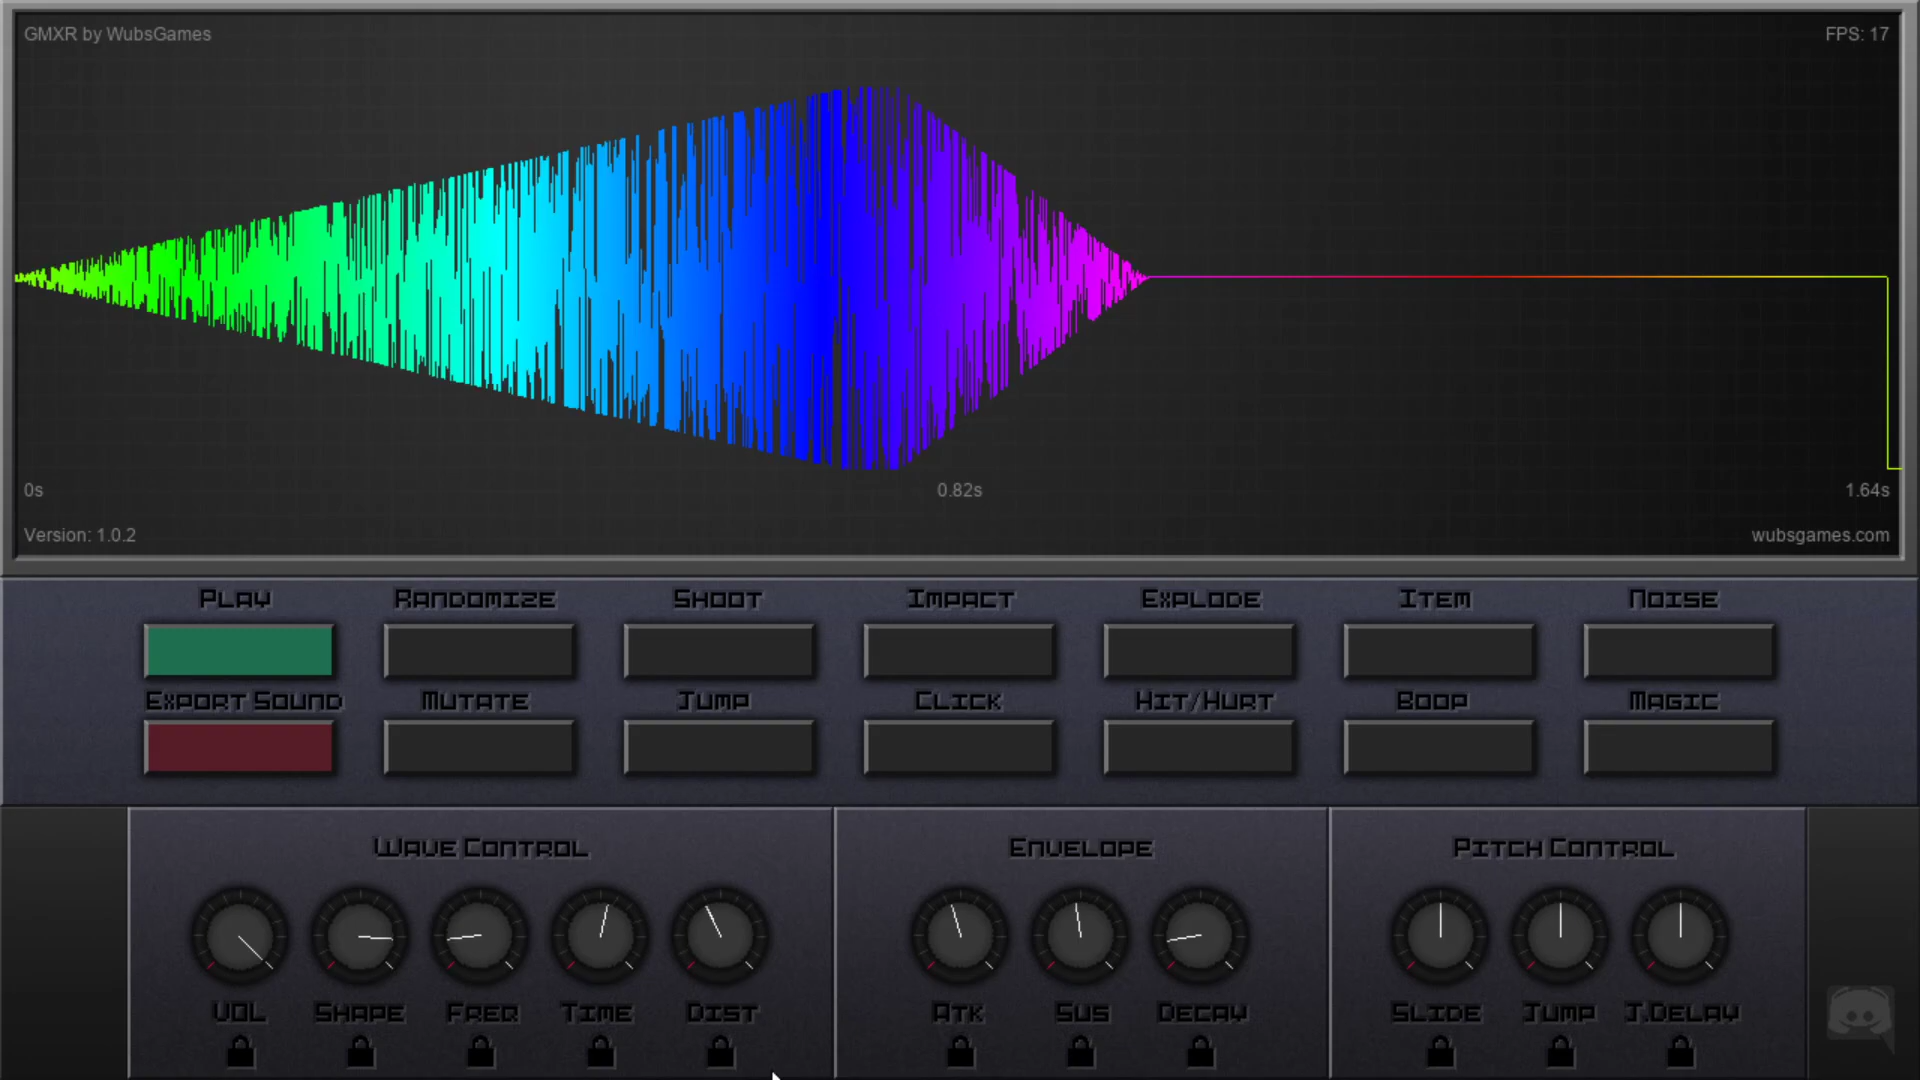 GMXR by WubsGames
FPS: 17
0s
0.82s
1.64s
Version: 1.0.2
wubsgames.com
Play
Randomize
Shoot
Impact
Explode
Item
Noise
Export Sound
Mutate
Jump
Click
Hit/Hurt
Boop
Magic
Wave Control
Envelope
Pitch Control
Vol
Shape
Freq
Time
Dist
Atk
Sus
Decay
Slide
Jump
J.Delay